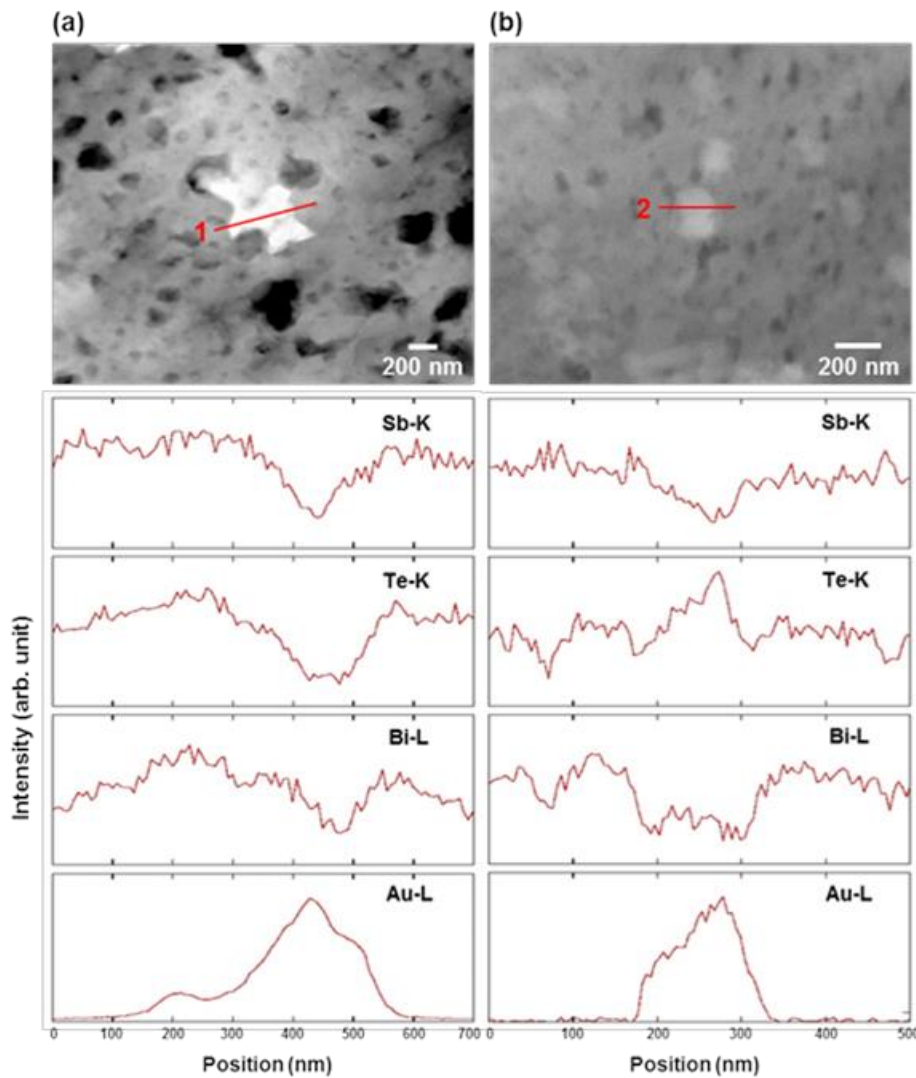 (a)
(b)
1
200 nm
2
200 nm
Sb-K
Sb-K
Te-K
Te-K
Bi-L
Bi-L
Au-L
Au-L
Intensity (arb. unit)
0 100 200 300 400 500 600 700
0 100 200 300 400 500
Position (nm)
Position (nm)